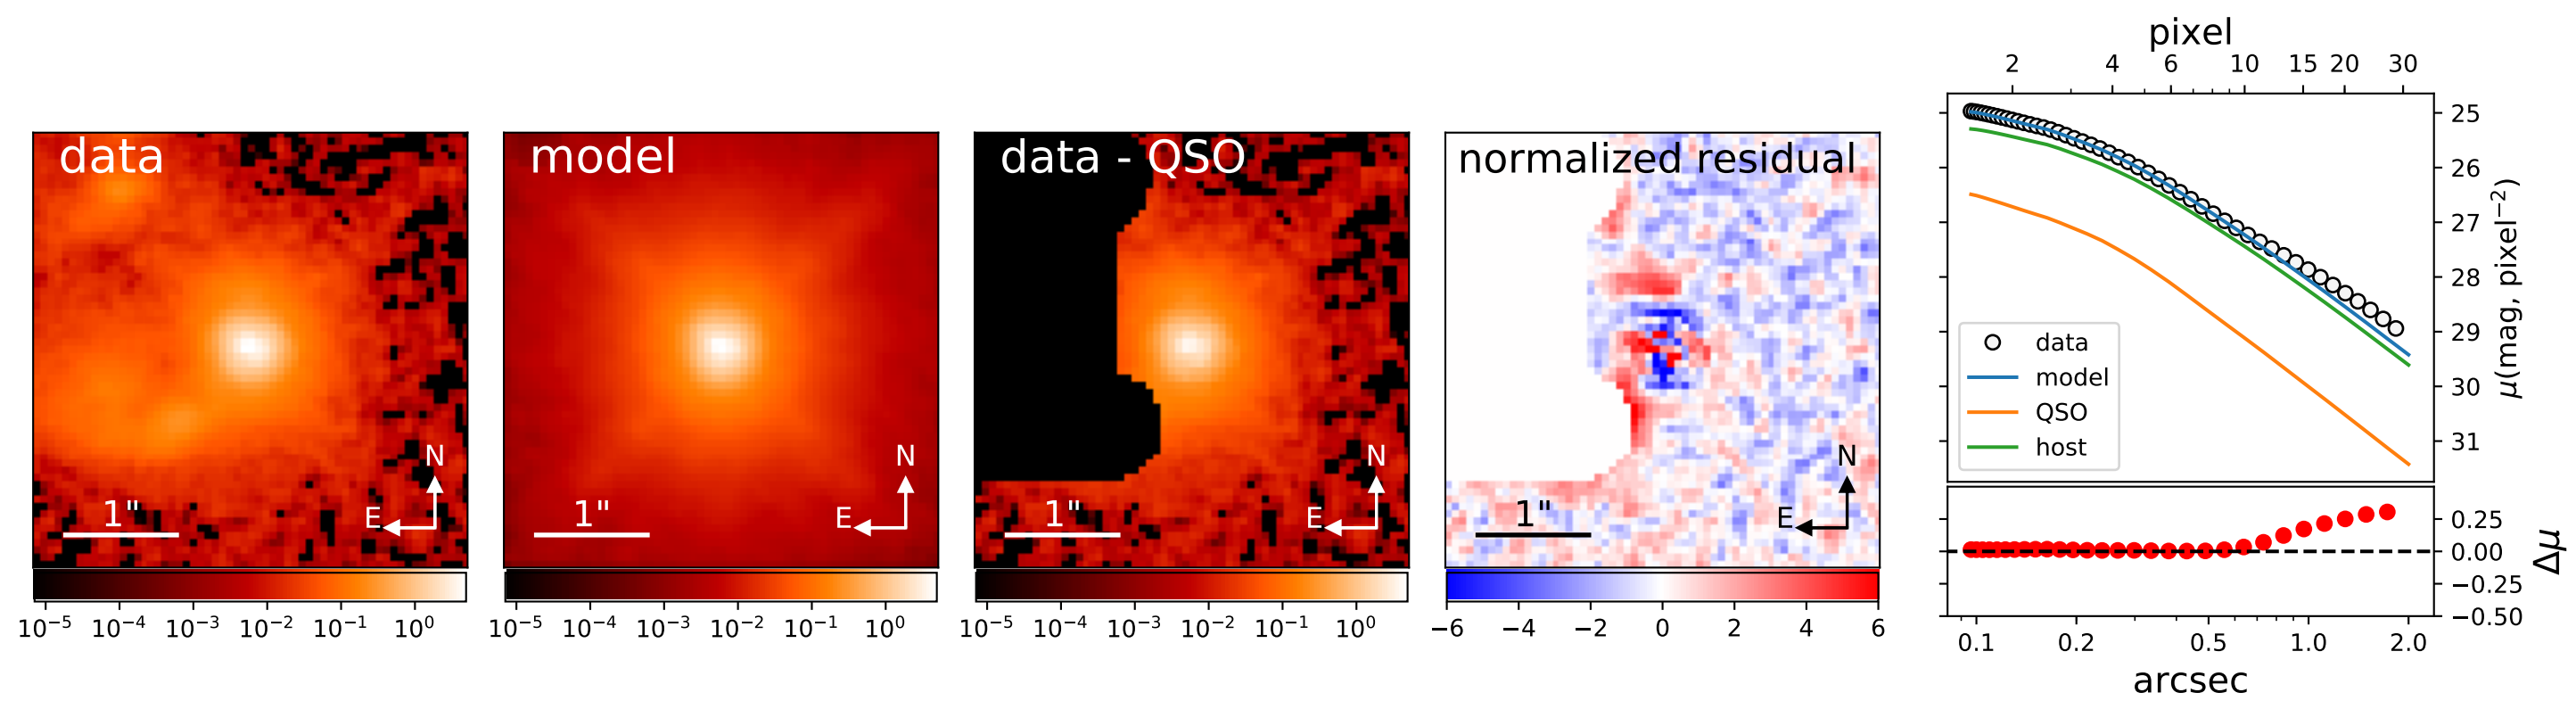 data
N
E
1"
10⁻⁵ 10⁻⁴ 10⁻³ 10⁻² 10⁻¹ 10⁰
model
N
E
1"
10⁻⁵ 10⁻⁴ 10⁻³ 10⁻² 10⁻¹ 10⁰
data - QSO
N
E
1"
10⁻⁵ 10⁻⁴ 10⁻³ 10⁻² 10⁻¹ 10⁰
normalized residual
N
E
1"
−6 −4 −2 0 2 4 6
pixel
2 4 6 10 15 20 30
25
26
27
28
29
30
31
μ(mag, pixel⁻²)
data
model
QSO
host
0.25
0.00
−0.25
−0.50
Δμ
0.1 0.2 0.5 1.0 2.0
arcsec